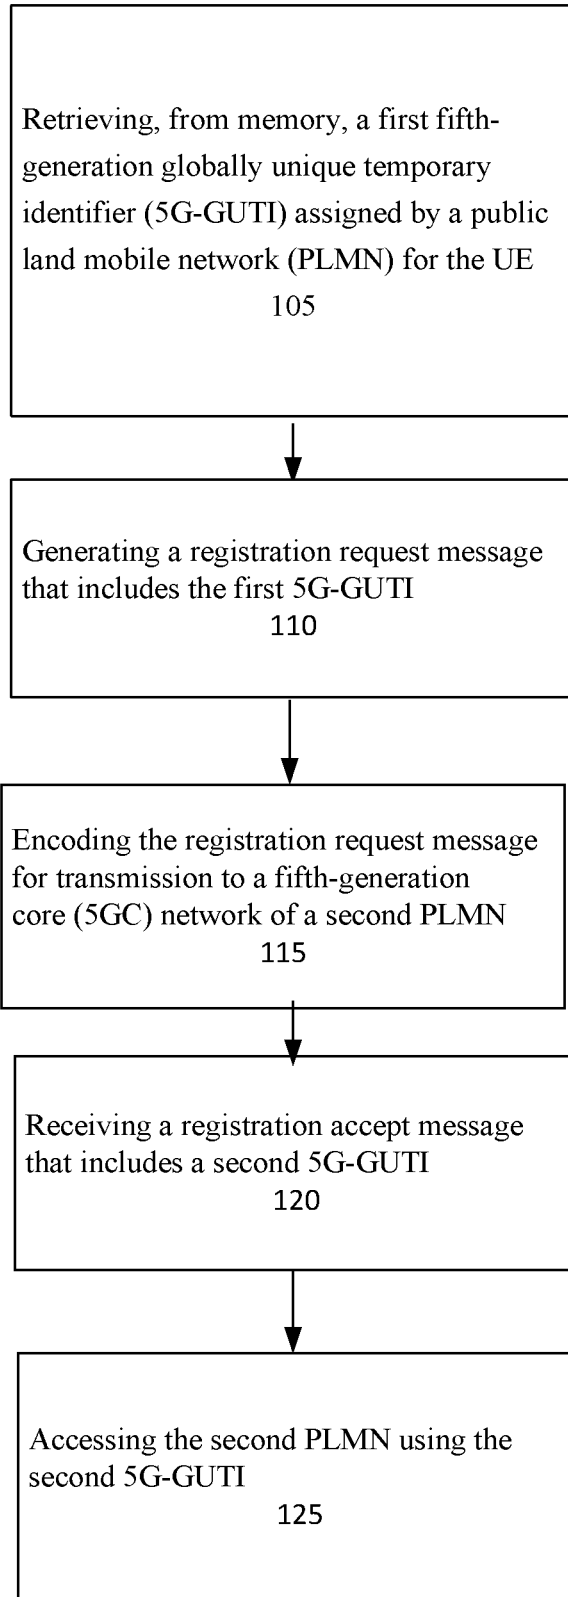 Retrieving, from memory, a first fifth-
generation globally unique temporary
identifier (5G-GUTI) assigned by a public
land mobile network (PLMN) for the UE
105
Generating a registration request message
that includes the first 5G-GUTI
110
Encoding the registration request message
for transmission to a fifth-generation
core (5GC) network of a second PLMN
115
Receiving a registration accept message
that includes a second 5G-GUTI
120
Accessing the second PLMN using the
second 5G-GUTI
125